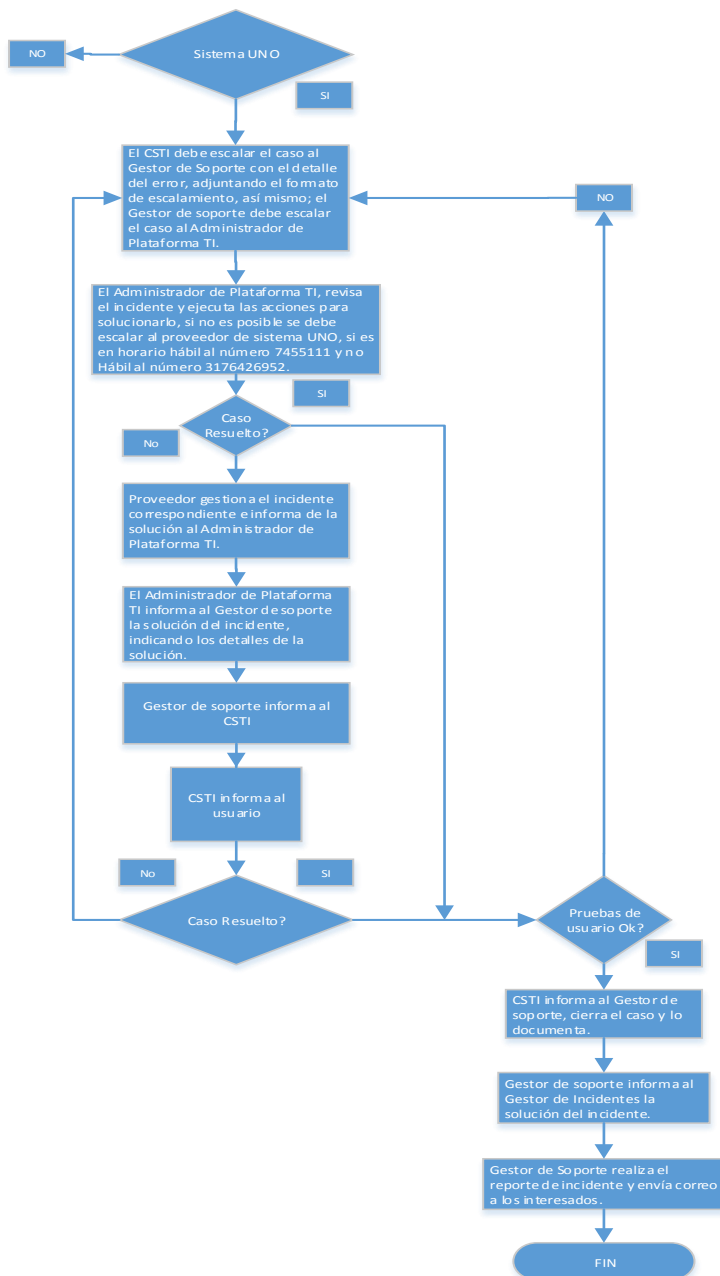 Sistema UNO
NO
SI
El CSTI debe escalar el caso al
Gestor de Soporte con el detalle
del error, adjuntando el formato
de escalamiento, así mismo; el
Gestor de soporte debe escalar
el caso al Administrador de
Plataforma TI.
NO
El Administrador de Plataforma TI, revisa
el incidente y ejecuta las acciones para
solucionarlo, si no es posible se debe
escalar al proveedor de sistema UNO, si es
en horario hábil al número 7455111 y no
Hábil al número 3176426952.
SI
Caso
Resuelto?
No
Proveedor gestiona el incidente
correspondiente e informa de la
solución al Administrador de
Plataforma TI.
El Administrador de Plataforma
TI informa al Gestor de soporte
la solución del incidente,
indicando los detalles de la
solución.
Gestor de soporte informa al
CSTI
CSTI informa al
usuario
No
SI
Caso Resuelto?
Pruebas de
usuario Ok?
SI
CSTI informa al Gestor de
soporte, cierra el caso y lo
documenta.
Gestor de soporte informa al
Gestor de Incidentes la
solución del incidente.
Gestor de Soporte realiza el
reporte de incidente y envía correo
a los interesados.
FIN